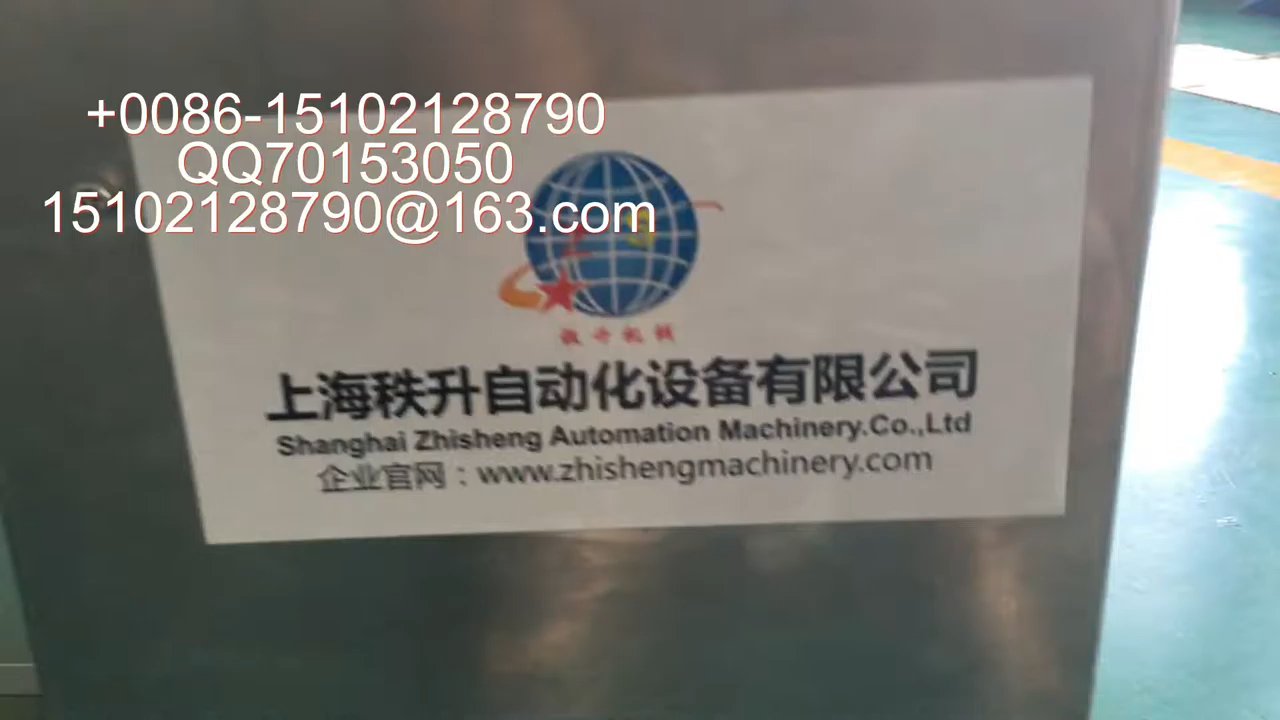 +0086-15102128790
QQ70153050
15102128790@163.com
上海秩升自动化设备有限公司
Shanghai Zhisheng Automation Machinery.Co.,Ltd
企业官网：www.zhishengmachinery.com